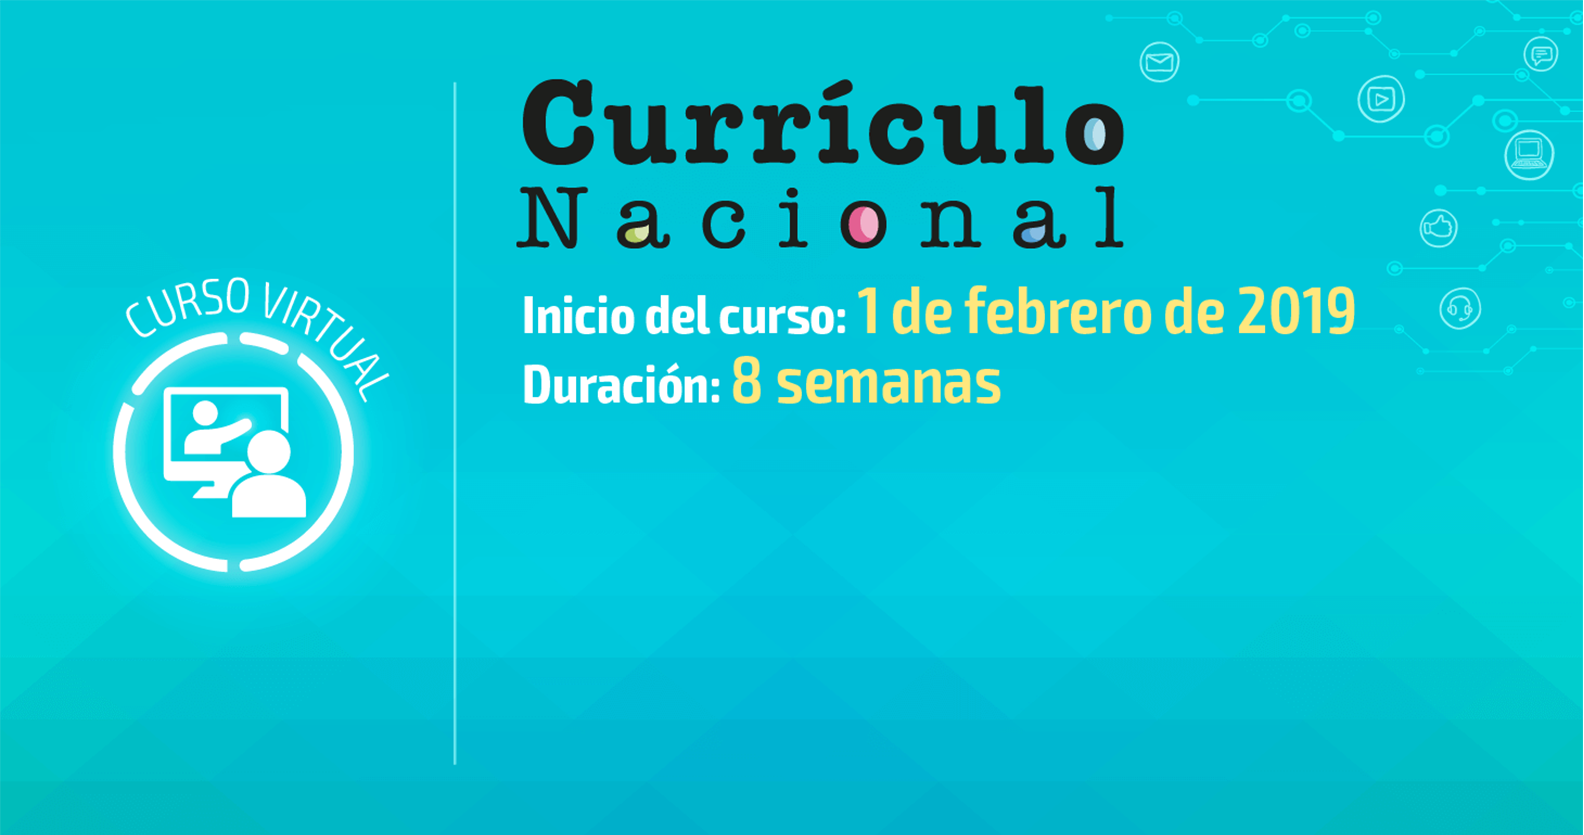 Currículo
Nacional
CURSO VIRTUAL
Inicio del curso: 1 de febrero de 2019
Duración: 8 semanas